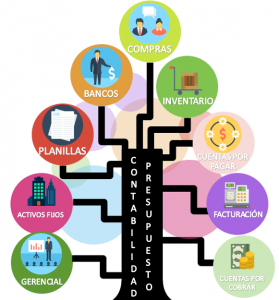 COMPRAS
BANCOS
INVENTARIO
PLANILLAS
CUENTAS POR
PAGAR
ACTIVOS FIJOS
FACTURACIÓN
GERENCIAL
CUENTAS POR
COBRAR
CONTABILIDAD
PRESUPUESTO